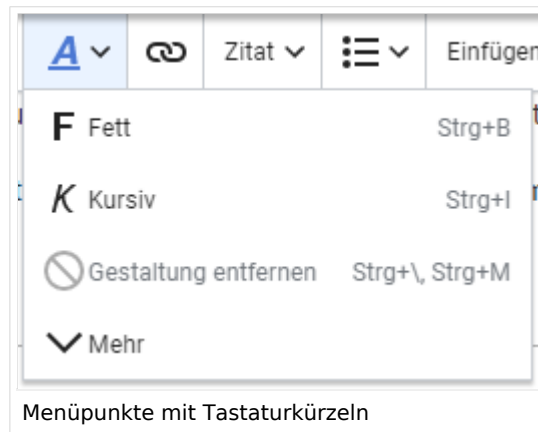 A Zitat Einfügen
F Fett Strg+B
K Kursiv Strg+I
Gestaltung entfernen Strg+\, Strg+M
Mehr
Menüpunkte mit Tastaturkürzeln